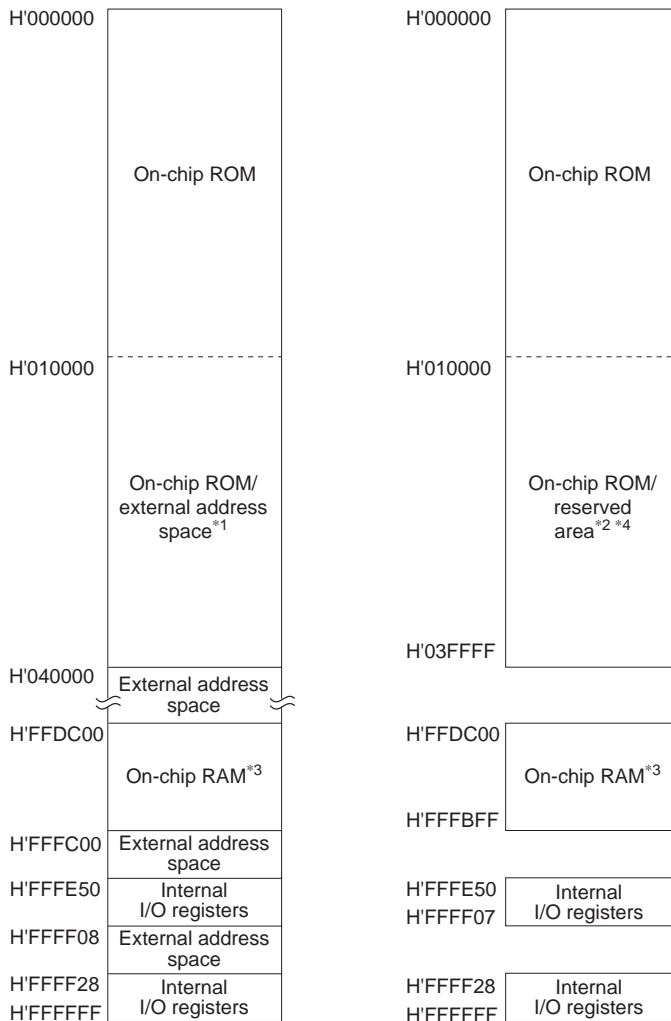 H'000000
On-chip ROM
H'010000
On-chip ROM/
external address
space*1
H'040000
External address
space
H'FFDC00
On-chip RAM*3
H'FFFC00
External address
space
H'FFFE50
Internal
I/O registers
H'FFFF08
External address
space
H'FFFF28
Internal
I/O registers
H'FFFFFF
H'000000
On-chip ROM
H'010000
On-chip ROM/
reserved
area*2 *4
H'03FFFF
H'FFDC00
On-chip RAM*3
H'FFFBFF
H'FFFE50
Internal
I/O registers
H'FFFF07
H'FFFF28
Internal
I/O registers
H'FFFFFF